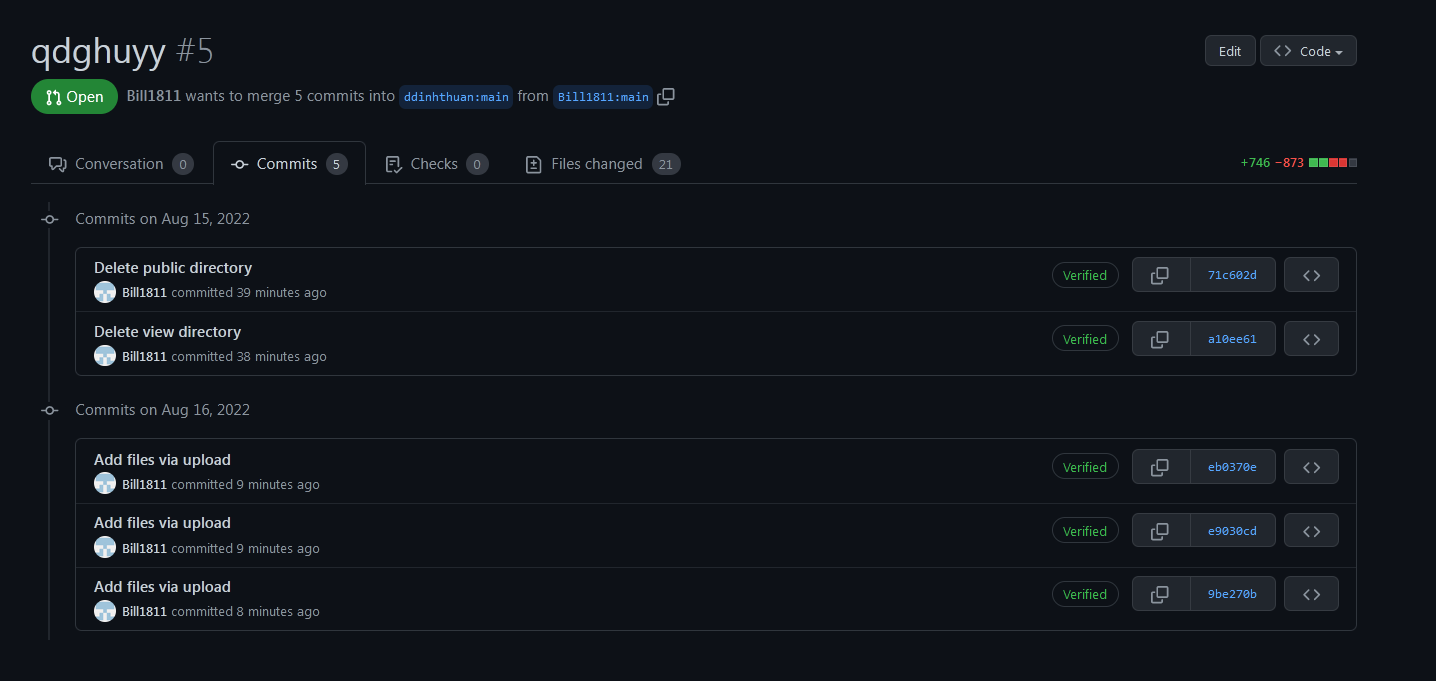 qdghuyy #5
Edit
Code
Open
Bill1811 wants to merge 5 commits into ddinhthuan:main from Bill1811:main
Conversation 0
Commits 5
Checks 0
Files changed 21
+746 −873
Commits on Aug 15, 2022
Delete public directory
Bill1811 committed 39 minutes ago
Verified
71c602d
Delete view directory
Bill1811 committed 38 minutes ago
Verified
a10ee61
Commits on Aug 16, 2022
Add files via upload
Bill1811 committed 9 minutes ago
Verified
eb0370e
Add files via upload
Bill1811 committed 9 minutes ago
Verified
e9030cd
Add files via upload
Bill1811 committed 8 minutes ago
Verified
9be270b